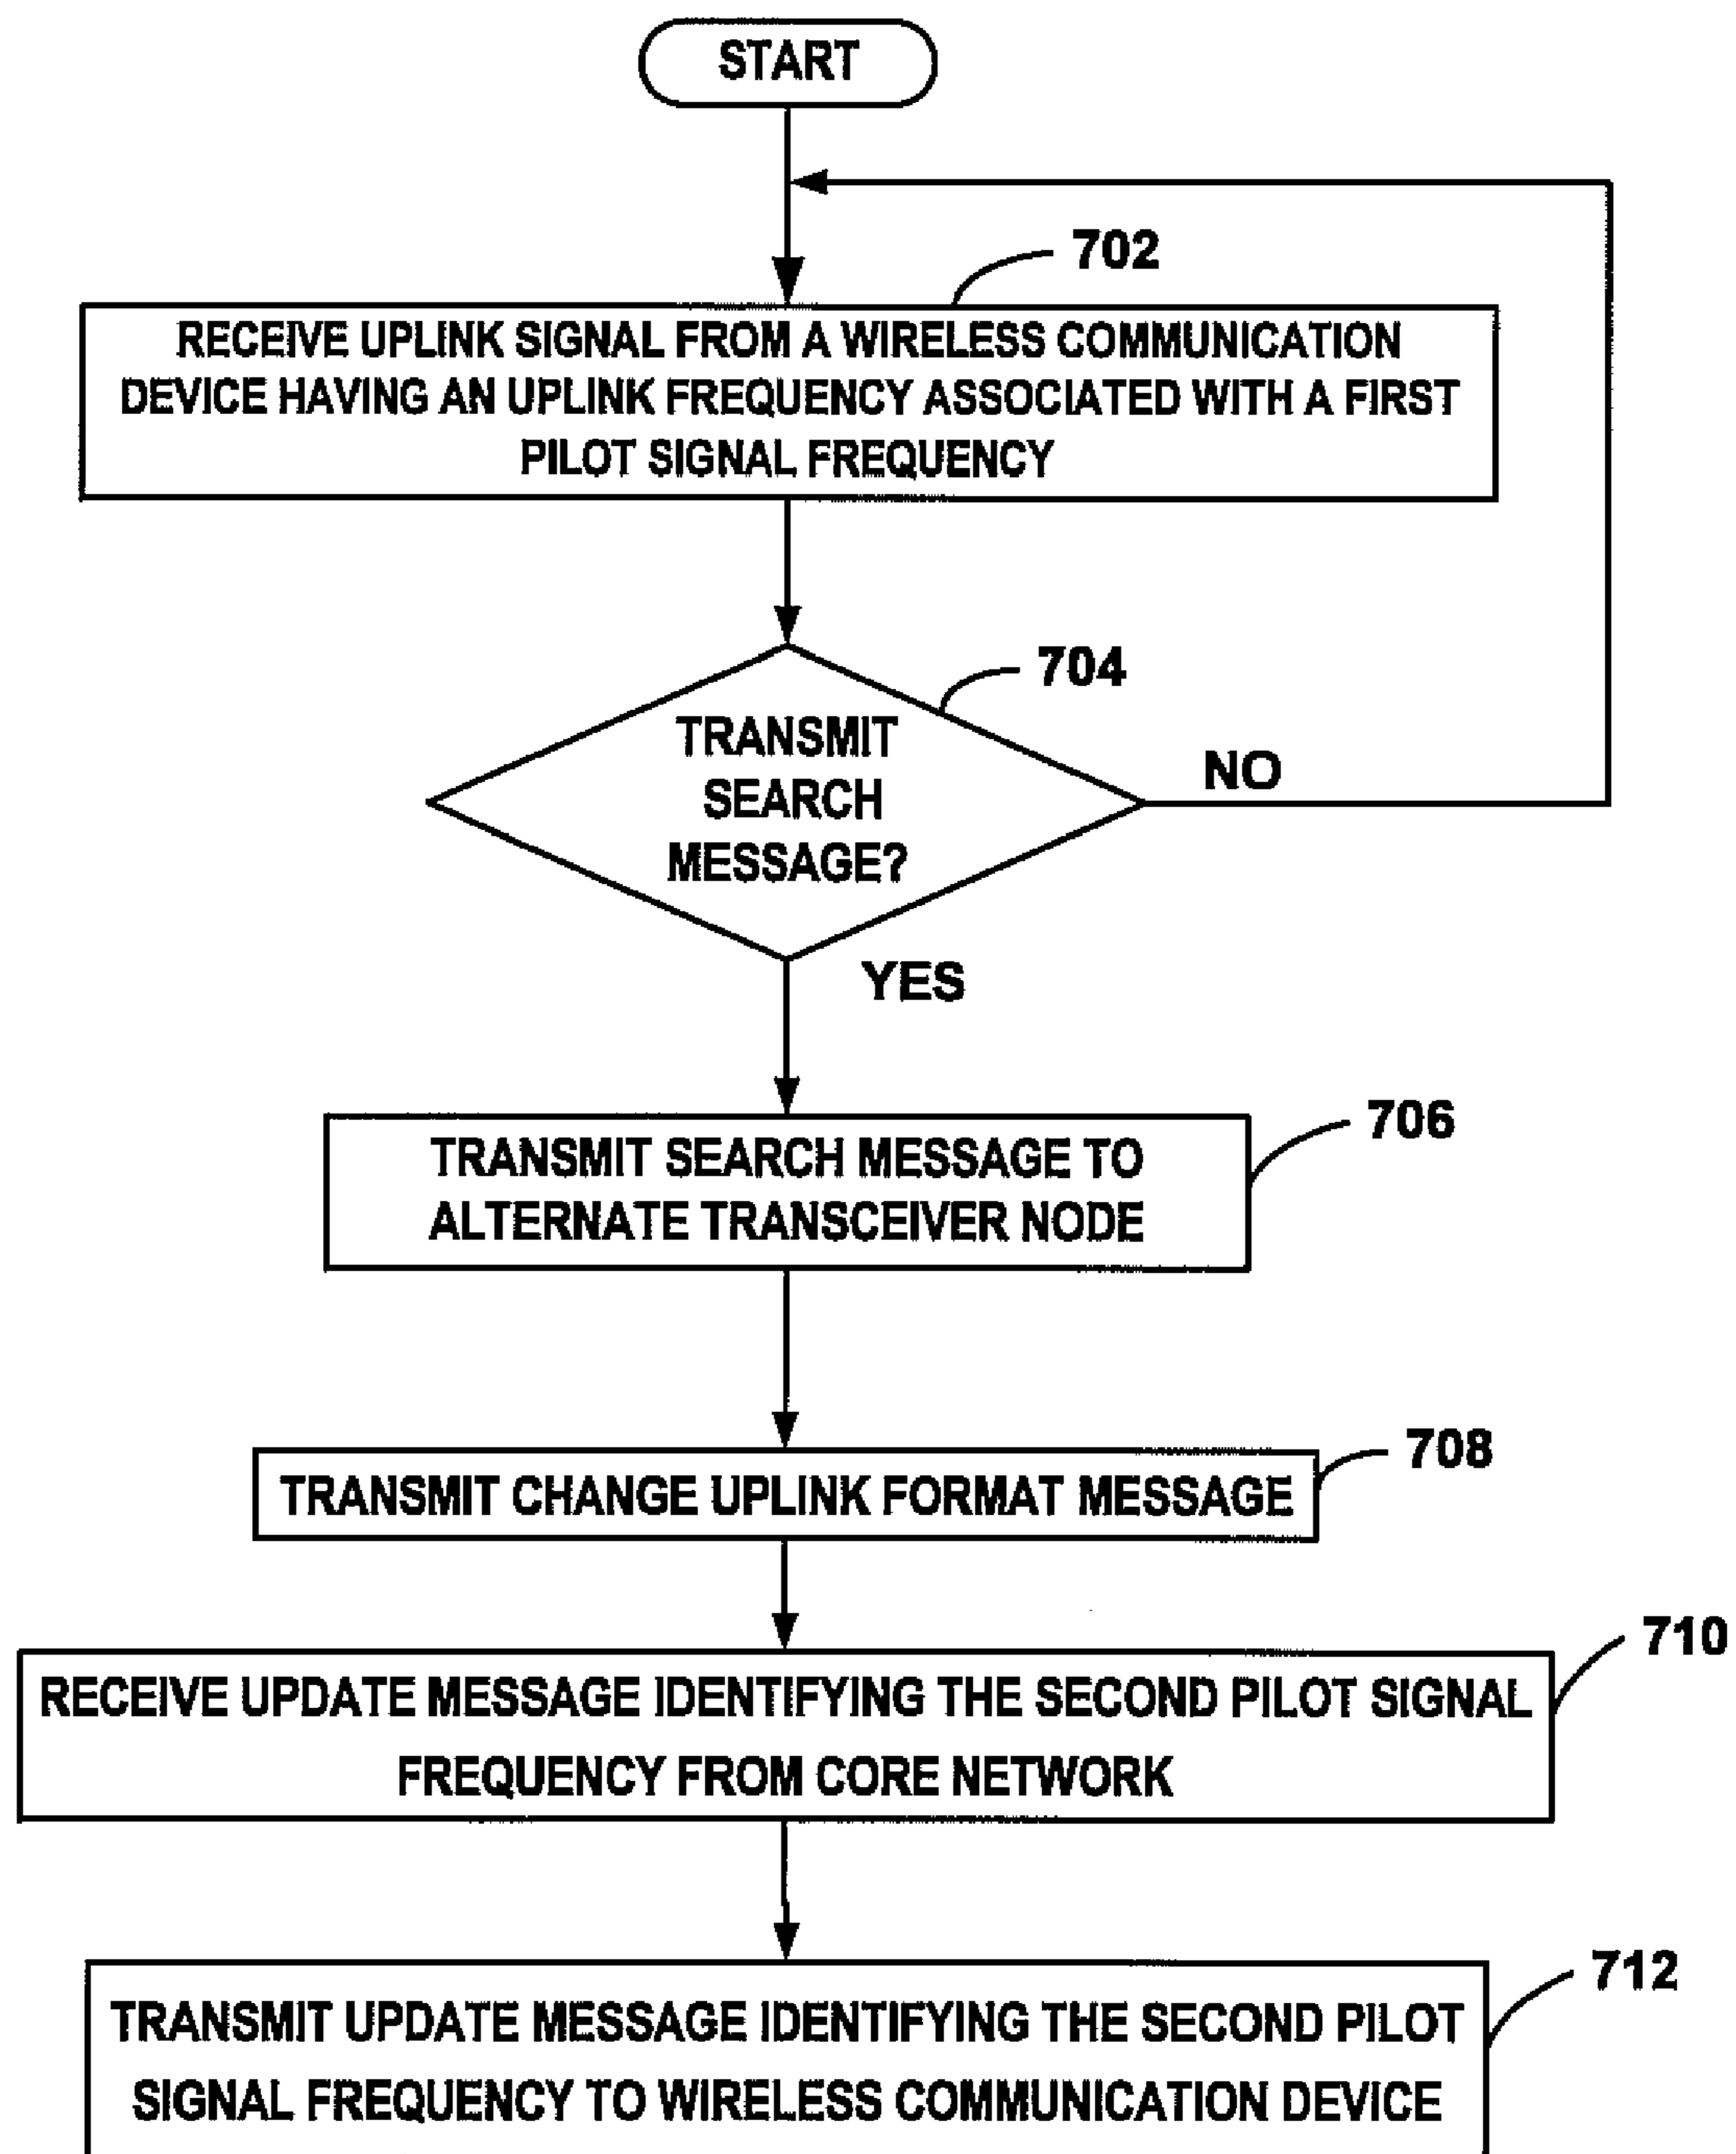 START
702
RECEIVE UPLINK SIGNAL FROM A WIRELESS COMMUNICATION
DEVICE HAVING AN UPLINK FREQUENCY ASSOCIATED WITH A FIRST
PILOT SIGNAL FREQUENCY
704
TRANSMIT
SEARCH
MESSAGE?
NO
YES
706
TRANSMIT SEARCH MESSAGE TO
ALTERNATE TRANSCEIVER NODE
708
TRANSMIT CHANGE UPLINK FORMAT MESSAGE
710
RECEIVE UPDATE MESSAGE IDENTIFYING THE SECOND PILOT SIGNAL
FREQUENCY FROM CORE NETWORK
712
TRANSMIT UPDATE MESSAGE IDENTIFYING THE SECOND PILOT
SIGNAL FREQUENCY TO WIRELESS COMMUNICATION DEVICE